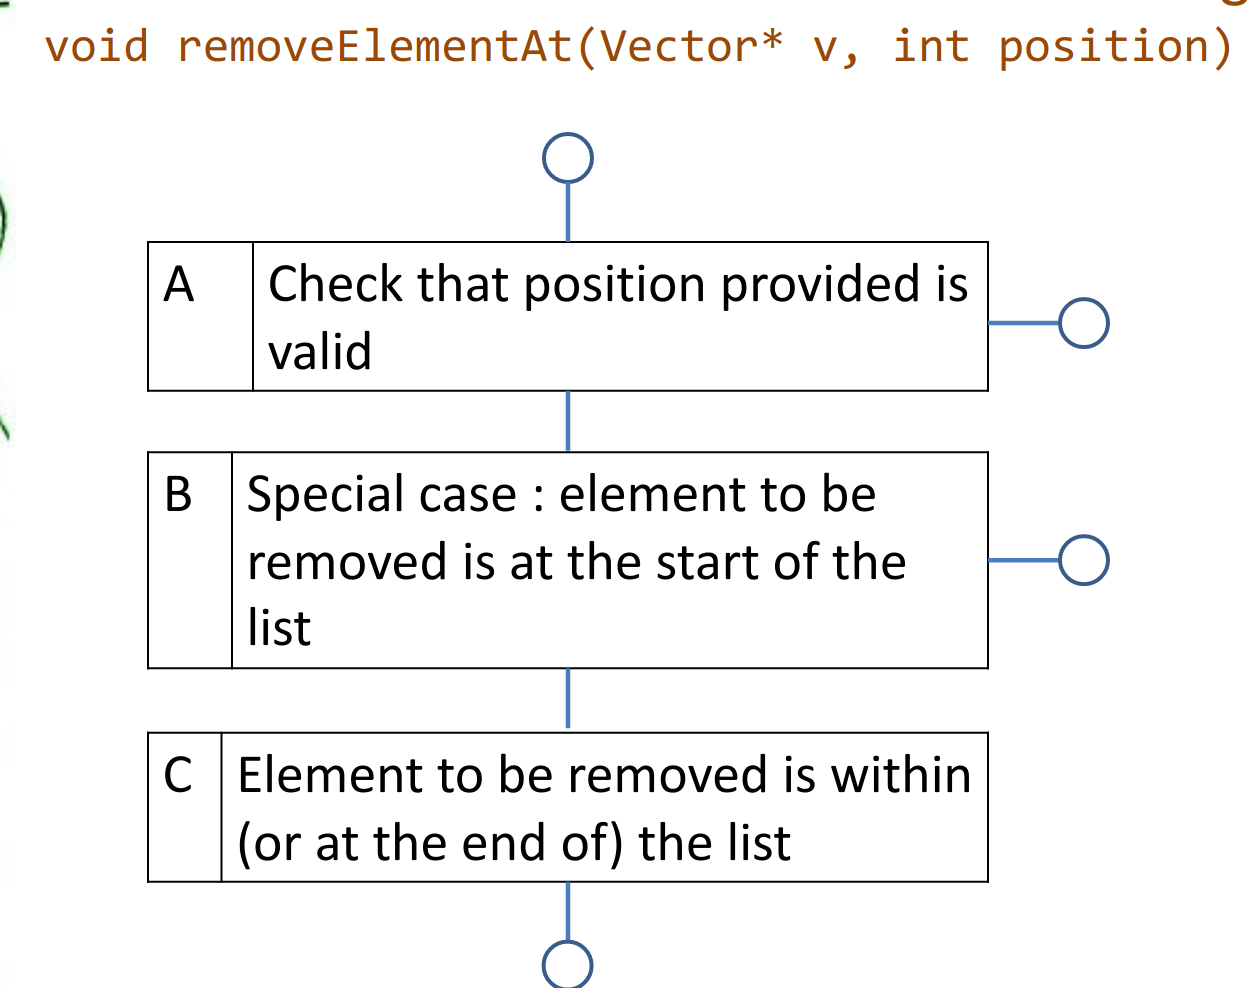 void removeElementAt(Vector* v, int position)
A
Check that position provided is
valid
B
Special case : element to be
removed is at the start of the
list
C
Element to be removed is within
(or at the end of) the list